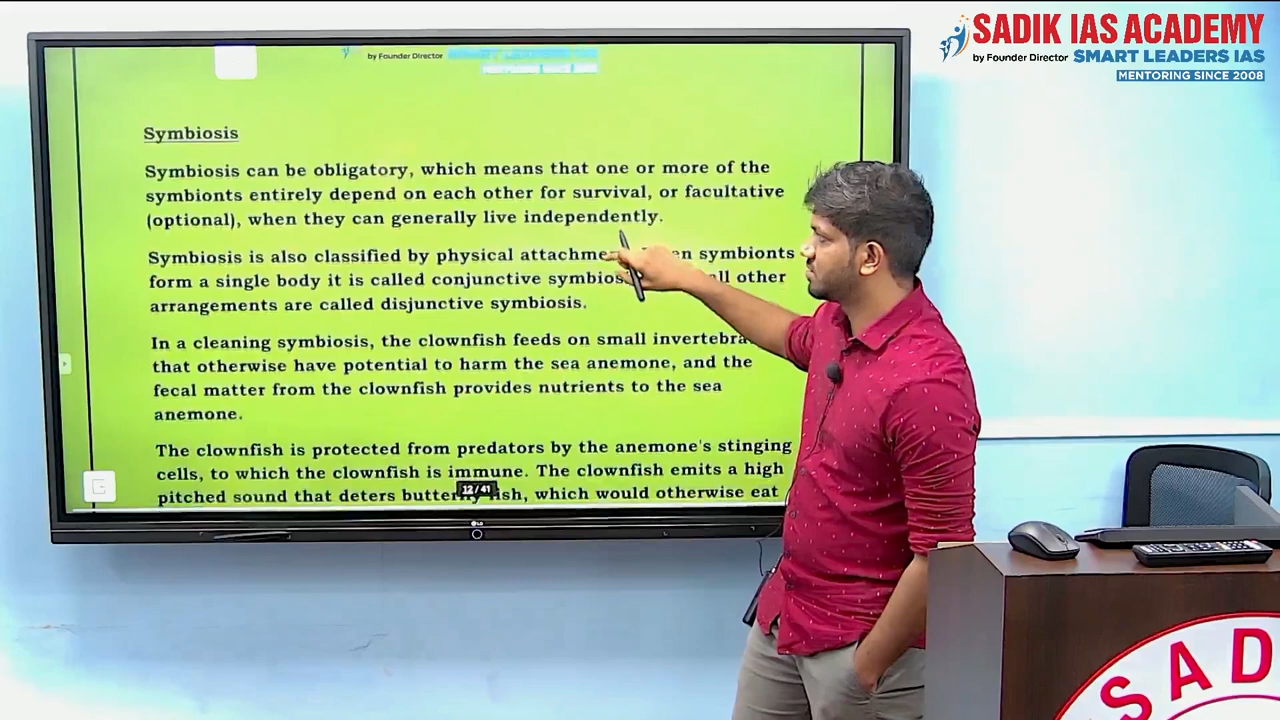 SADIK IAS ACADEMY
by Founder Director SMART LEADERS IAS
MENTORING SINCE 2008
by Founder Director
Symbiosis
Symbiosis can be obligatory, which means that one or more of the
symbionts entirely depend on each other for survival, or facultative
(optional), when they can generally live independently.
Symbiosis is also classified by physical symbionts
form a single body it is called conjunctive all other
arrangements are called disjunctive symbiosis.
In a cleaning symbiosis, the clownfish feeds on small
that otherwise have potential to harm the sea anemone, and the
fecal matter from the clownfish provides nutrients to the sea
anemone.
The clownfish is protected from predators by the anemone's stinging
cells, to which the clownfish is immune. The clownfish emits a high
pitched sound that deters which would otherwise eat
12/41
LG
SAD